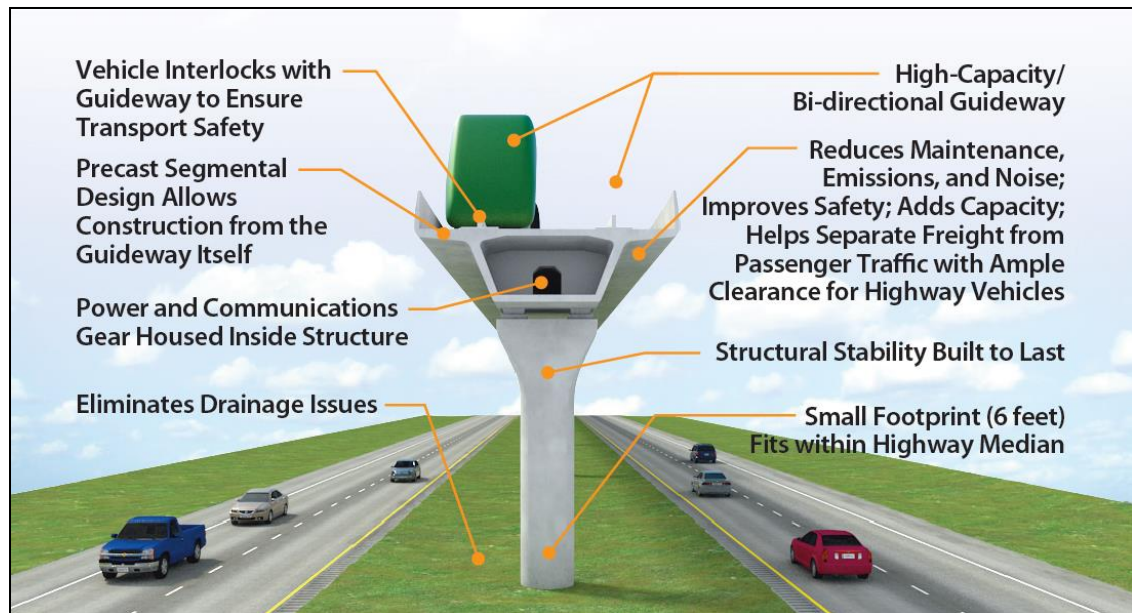 Vehicle Interlocks with
Guideway to Ensure
Transport Safety
Precast Segmental
Design Allows
Construction from the
Guideway Itself
Power and Communications
Gear Housed Inside Structure
Eliminates Drainage Issues
High-Capacity/
Bi-directional Guideway
Reduces Maintenance,
Emissions, and Noise;
Improves Safety; Adds Capacity;
Helps Separate Freight from
Passenger Traffic with Ample
Clearance for Highway Vehicles
Structural Stability Built to Last
Small Footprint (6 feet)
Fits within Highway Median